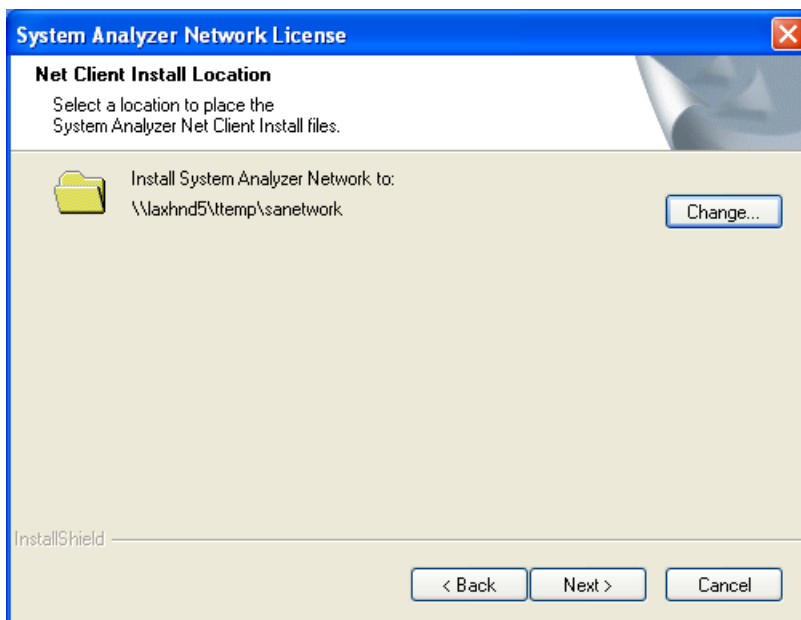 System Analyzer Network License
Net Client Install Location
Select a location to place the
System Analyzer Net Client Install files.
Install System Analyzer Network to:
\\laxhnd5\ttemp\sanetwork
Change...
InstallShield
< Back
Next >
Cancel